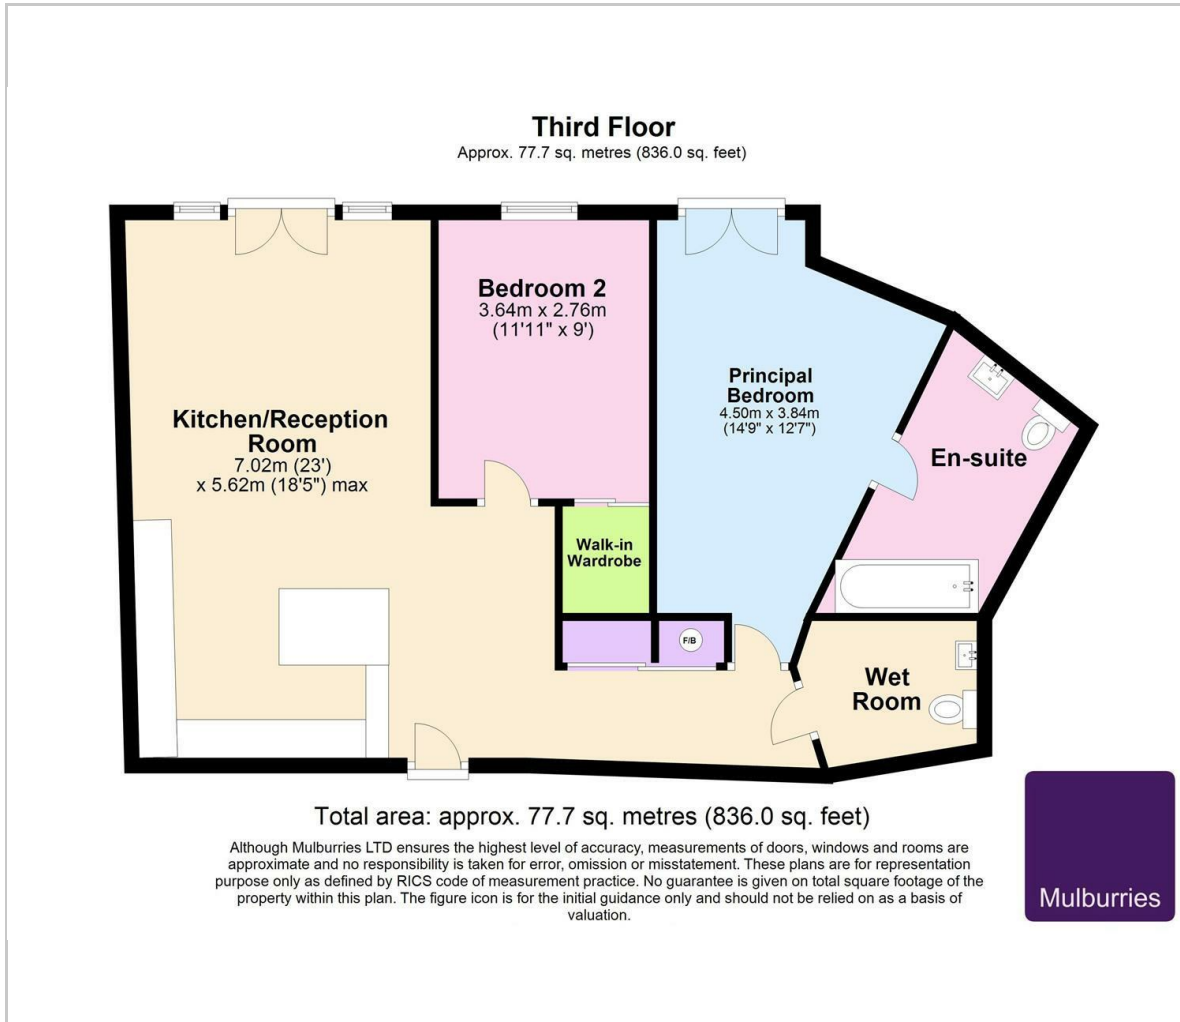 Third Floor
Approx. 77.7 sq. metres (836.0 sq. feet)
Bedroom 2
3.64m x 2.76m
(11'11" x 9')
Principal
Bedroom
4.50m x 3.84m
(14'9" x 12'7")
Kitchen/Reception
Room
7.02m (23')
x 5.62m (18'5") max
En-suite
Walk-in
Wardrobe
F/B
Wet
Room
Total area: approx. 77.7 sq. metres (836.0 sq. feet)
Although Mulburries LTD ensures the highest level of accuracy, measurements of doors, windows and rooms are
approximate and no responsibility is taken for error, omission or misstatement. These plans are for representation
purpose only as defined by RICS code of measurement practice. No guarantee is given on total square footage of the
property within this plan. The figure icon is for the initial guidance only and should not be relied on as a basis of
valuation.
Mulburries